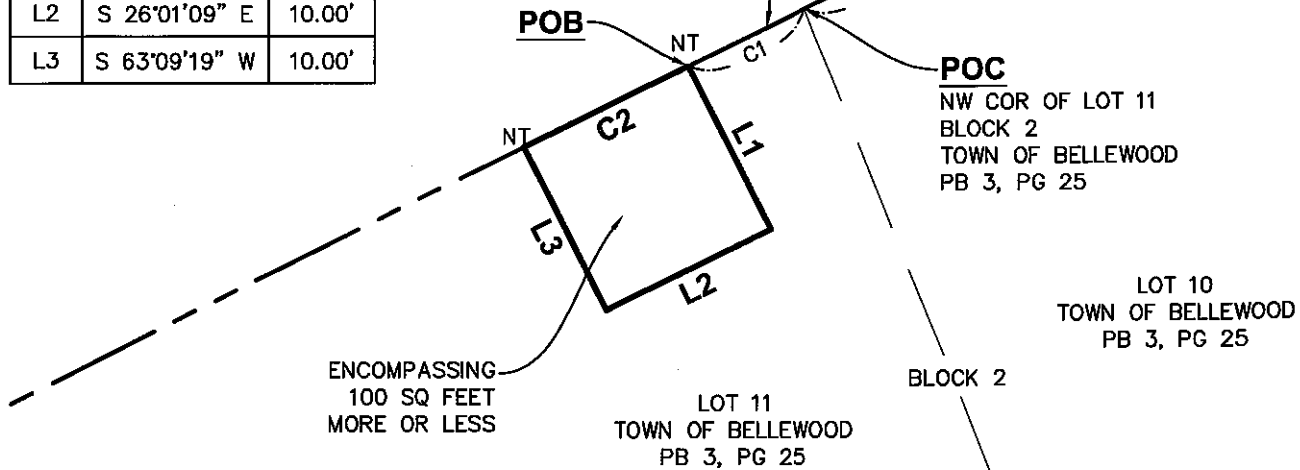 L2 S 26°01'09" E 10.00'
L3 S 63°09'19" W 10.00'
POB
NT
C1
POC
NW COR OF LOT 11
BLOCK 2
TOWN OF BELLEWOOD
PB 3, PG 25
NT
C2
L1
L3
L2
LOT 10
TOWN OF BELLEWOOD
PB 3, PG 25
ENCOMPASSING
100 SQ FEET
MORE OR LESS
BLOCK 2
LOT 11
TOWN OF BELLEWOOD
PB 3, PG 25